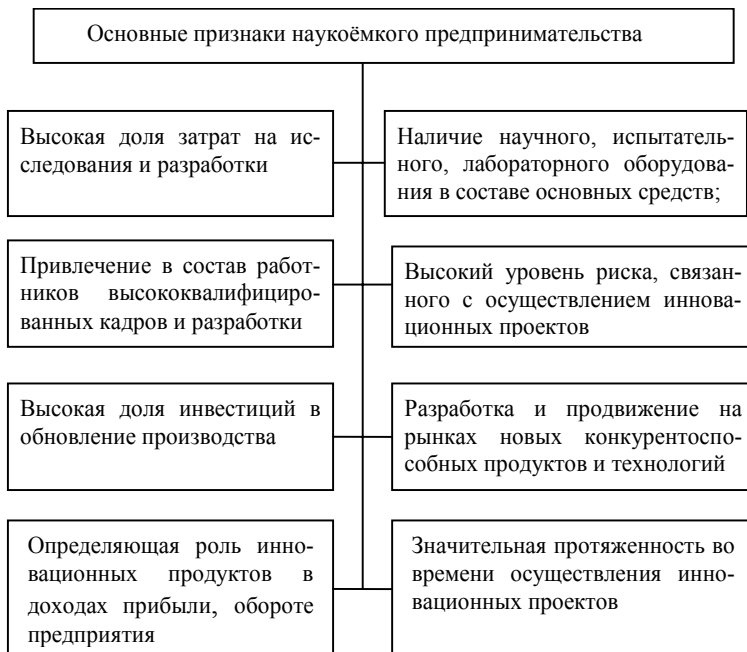 Основные признаки наукоёмкого предпринимательства
Высокая доля затрат на ис-
следования и разработки
Наличие научного, испытатель-
ного, лабораторного оборудова-
ния в составе основных средств;
Привлечение в состав работ-
ников высококвалифициро-
ванных кадров и разработки
Высокий уровень риска, связан-
ного с осуществлением иннова-
ционных проектов
Высокая доля инвестиций в
обновление производства
Разработка и продвижение на
рынках новых конкурентоспо-
собных продуктов и технологий
Определяющая роль инно-
вационных продуктов в
доходах прибыли, обороте
предприятия
Значительная протяженность во
времени осуществления инно-
вационных проектов